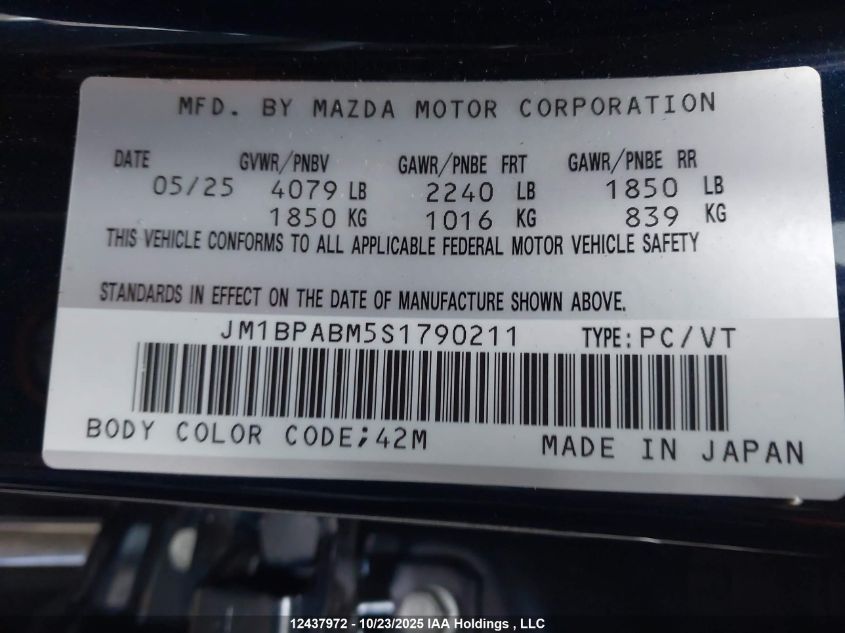 MFD. BY MAZDA MOTOR CORPORATION
DATE GVWR/PNBV GAWR/PNBE FRT GAWR/PNBE RR
05/25 4079 LB 2240 LB 1850 LB
1850 KG 1016 KG 839 KG
THIS VEHICLE CONFORMS TO ALL APPLICABLE FEDERAL MOTOR VEHICLE SAFETY
STANDARDS IN EFFECT ON THE DATE OF MANUFACTURE SHOWN ABOVE.
JM1BPABM5S1790211 TYPE:PC/VT
BODY COLOR CODE;42M MADE IN JAPAN
12437972 - 10/23/2025 IAA Holdings , LLC